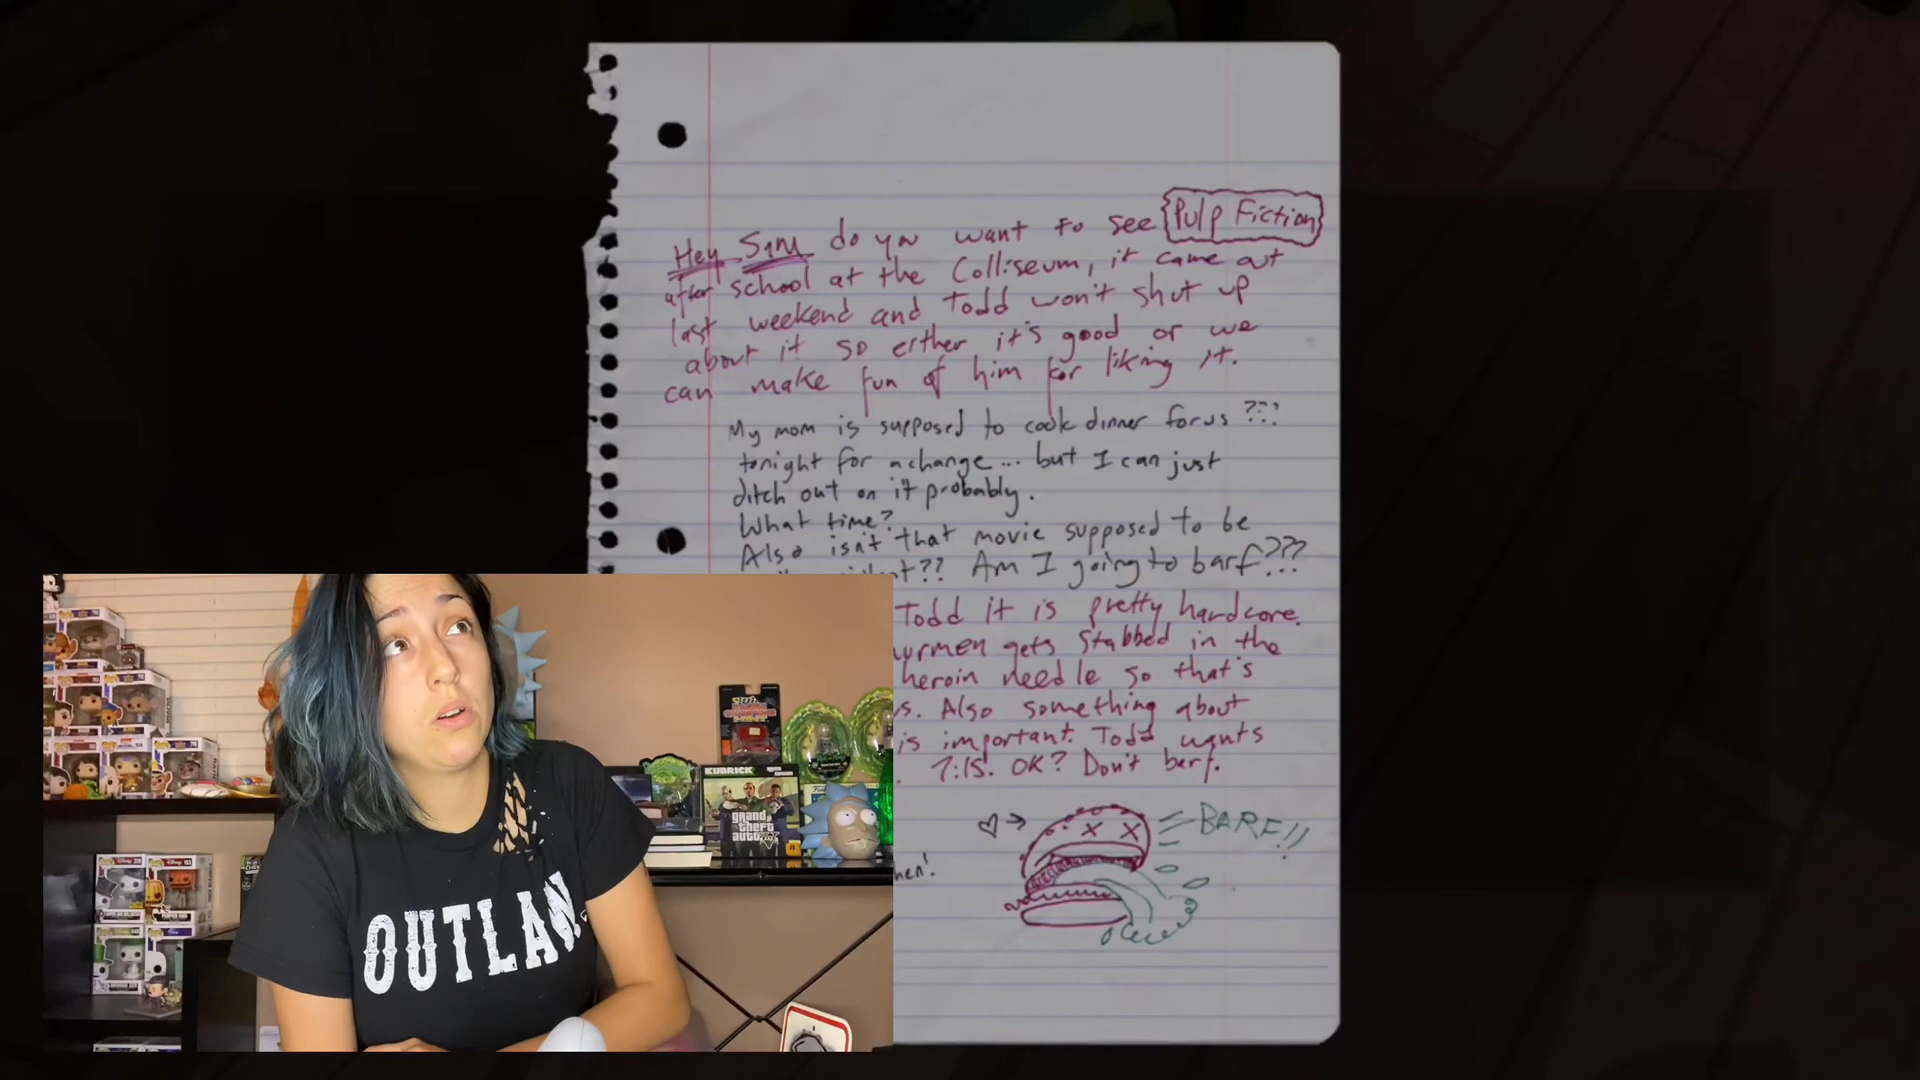 Hey Sam do you want to see Pulp Fiction
after school at the Colliseum, it came out
last weekend and Todd won't shut up
about it so either it's good or we
can make fun of him for liking it.
My mom is supposed to cook dinner for us ???
tonight for a change... but I can just
ditch out on it probably.
What time?
Also isn't that movie supposed to be
?? Am I going to barf???
Todd it is pretty hardcore.
gets stabbed in the
heroin needle so that's
Also something about
is important. Todd wants
7:15. OK? Don't barf.
BARF!!
OUTLAW
KUBRICK
grand
theft
auto V